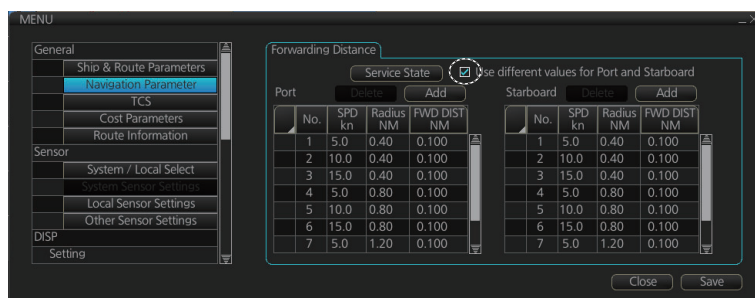 MENU
General
Ship & Route Parameters
Navigation Parameter
TCS
Cost Parameters
Route Information
Sensor
System / Local Select
System Sensor Settings
Local Sensor Settings
Other Sensor Settings
DISP
Setting
Forwarding Distance
Service State Use different values for Port and Starboard
Port Delete Add Starboard Delete Add
No. SPD kn Radius NM FWD DIST NM No. SPD kn Radius NM FWD DIST NM
1 5.0 0.40 0.100 1 5.0 0.40 0.100
2 10.0 0.40 0.100 2 10.0 0.40 0.100
3 15.0 0.40 0.100 3 15.0 0.40 0.100
4 5.0 0.80 0.100 4 5.0 0.80 0.100
5 10.0 0.80 0.100 5 10.0 0.80 0.100
6 15.0 0.80 0.100 6 15.0 0.80 0.100
7 5.0 1.20 0.100 7 5.0 1.20 0.100
Close Save